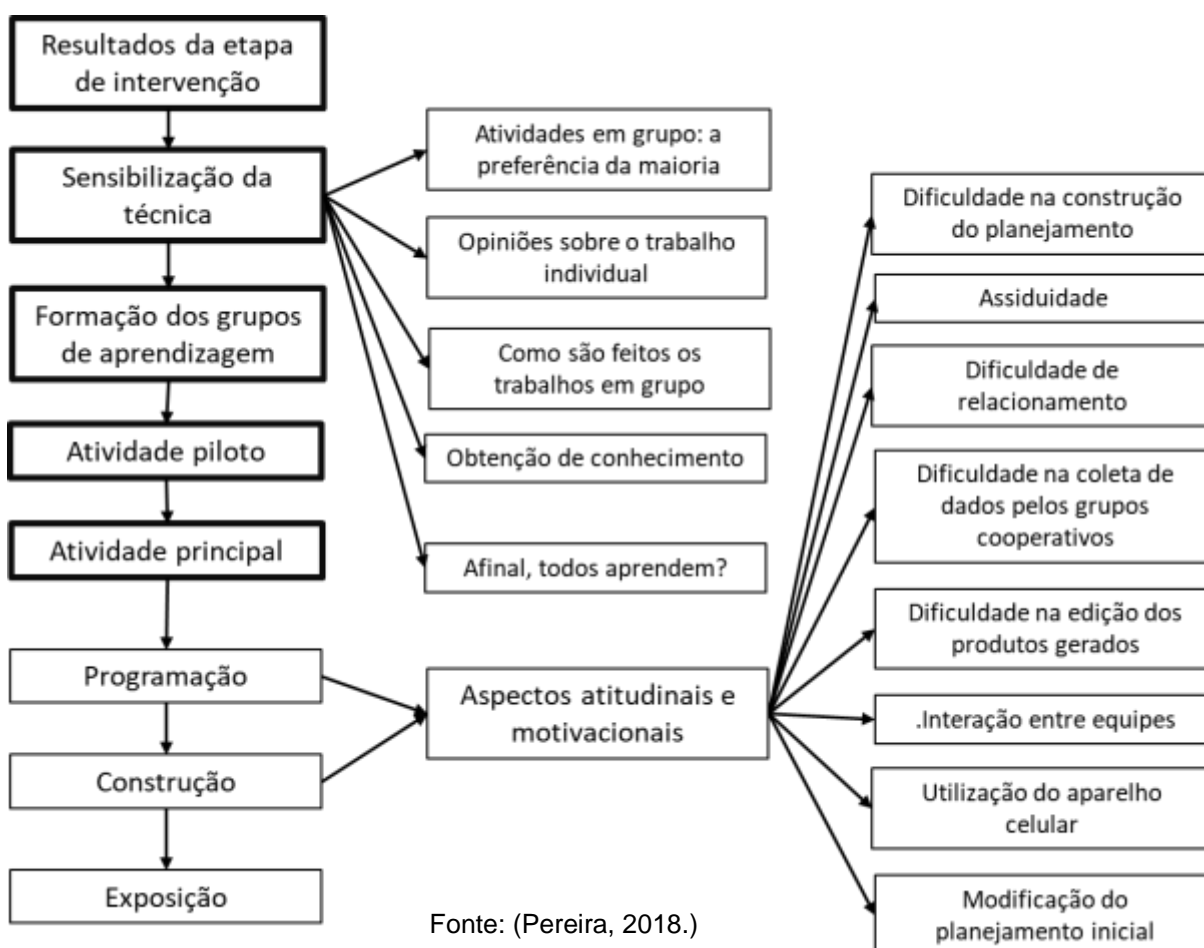 Resultados da etapa
de intervenção
Sensibilização da
técnica
Formação dos grupos
de aprendizagem
Atividade piloto
Atividade principal
Programação
Construção
Exposição
Atividades em grupo: a
preferência da maioria
Opiniões sobre o trabalho
individual
Como são feitos os
trabalhos em grupo
Obtenção de conhecimento
Afinal, todos aprendem?
Aspectos atitudinais e
motivacionais
Dificuldade na construção
do planejamento
Assiduidade
Dificuldade de
relacionamento
Dificuldade na coleta de
dados pelos grupos
cooperativos
Dificuldade na edição dos
produtos gerados
.Interação entre equipes
Utilização do aparelho
celular
Modificação do
planejamento inicial
Fonte: (Pereira, 2018.)